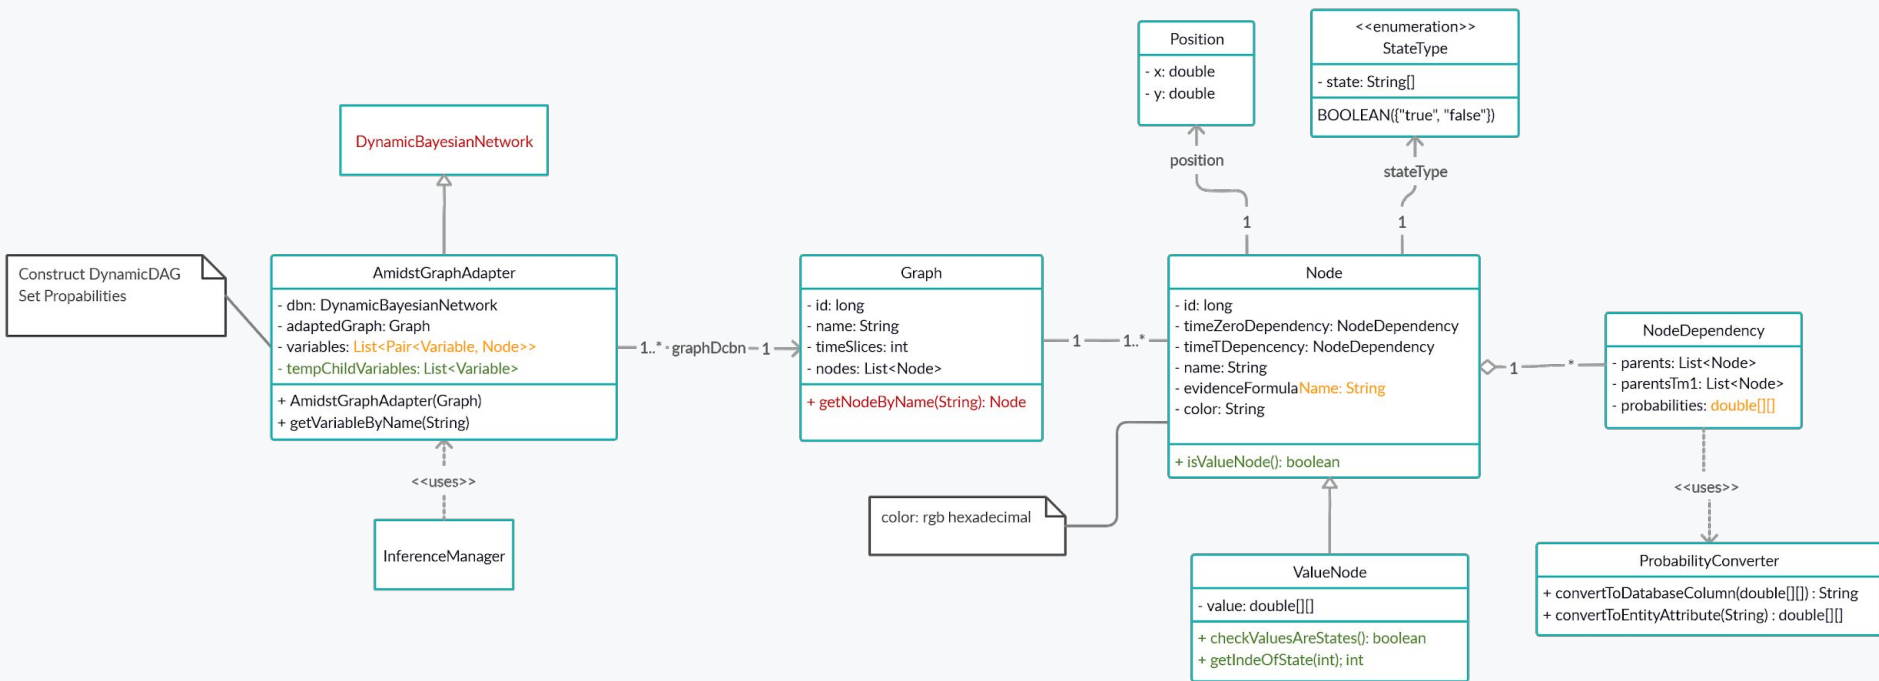 Position
- x: double
- y: double
<<enumeration>>
StateType
- state: String[]
BOOLEAN({"true", "false"})
position
stateType
1
1
DynamicBayesianNetwork
Construct DynamicDAG
Set Propabilities
AmidstGraphAdapter
- dbn: DynamicBayesianNetwork
- adaptedGraph: Graph
- variables: List<Pair<Variable, Node>>
- tempChildVariables: List<Variable>
+ AmidstGraphAdapter(Graph)
+ getVariableByName(String)
1..* graphDcbn 1
Graph
- id: long
- name: String
- timeSlices: int
- nodes: List<Node>
+ getNodeByName(String): Node
1 1..*
Node
- id: long
- timeZeroDependency: NodeDependency
- timeTDepencency: NodeDependency
- name: String
- evidenceFormulaName: String
- color: String
+ isValueNode(): boolean
1 *
NodeDependency
- parents: List<Node>
- parentsTm1: List<Node>
- probabilities: double[][]
<<uses>>
InferenceManager
color: rgb hexadecimal
<<uses>>
ValueNode
- value: double[][]
+ checkValuesAreStates(): boolean
+ getIndeOfState(int); int
ProbabilityConverter
+ convertToDatabaseColumn(double[][]) : String
+ convertToEntityAttribute(String) : double[][]